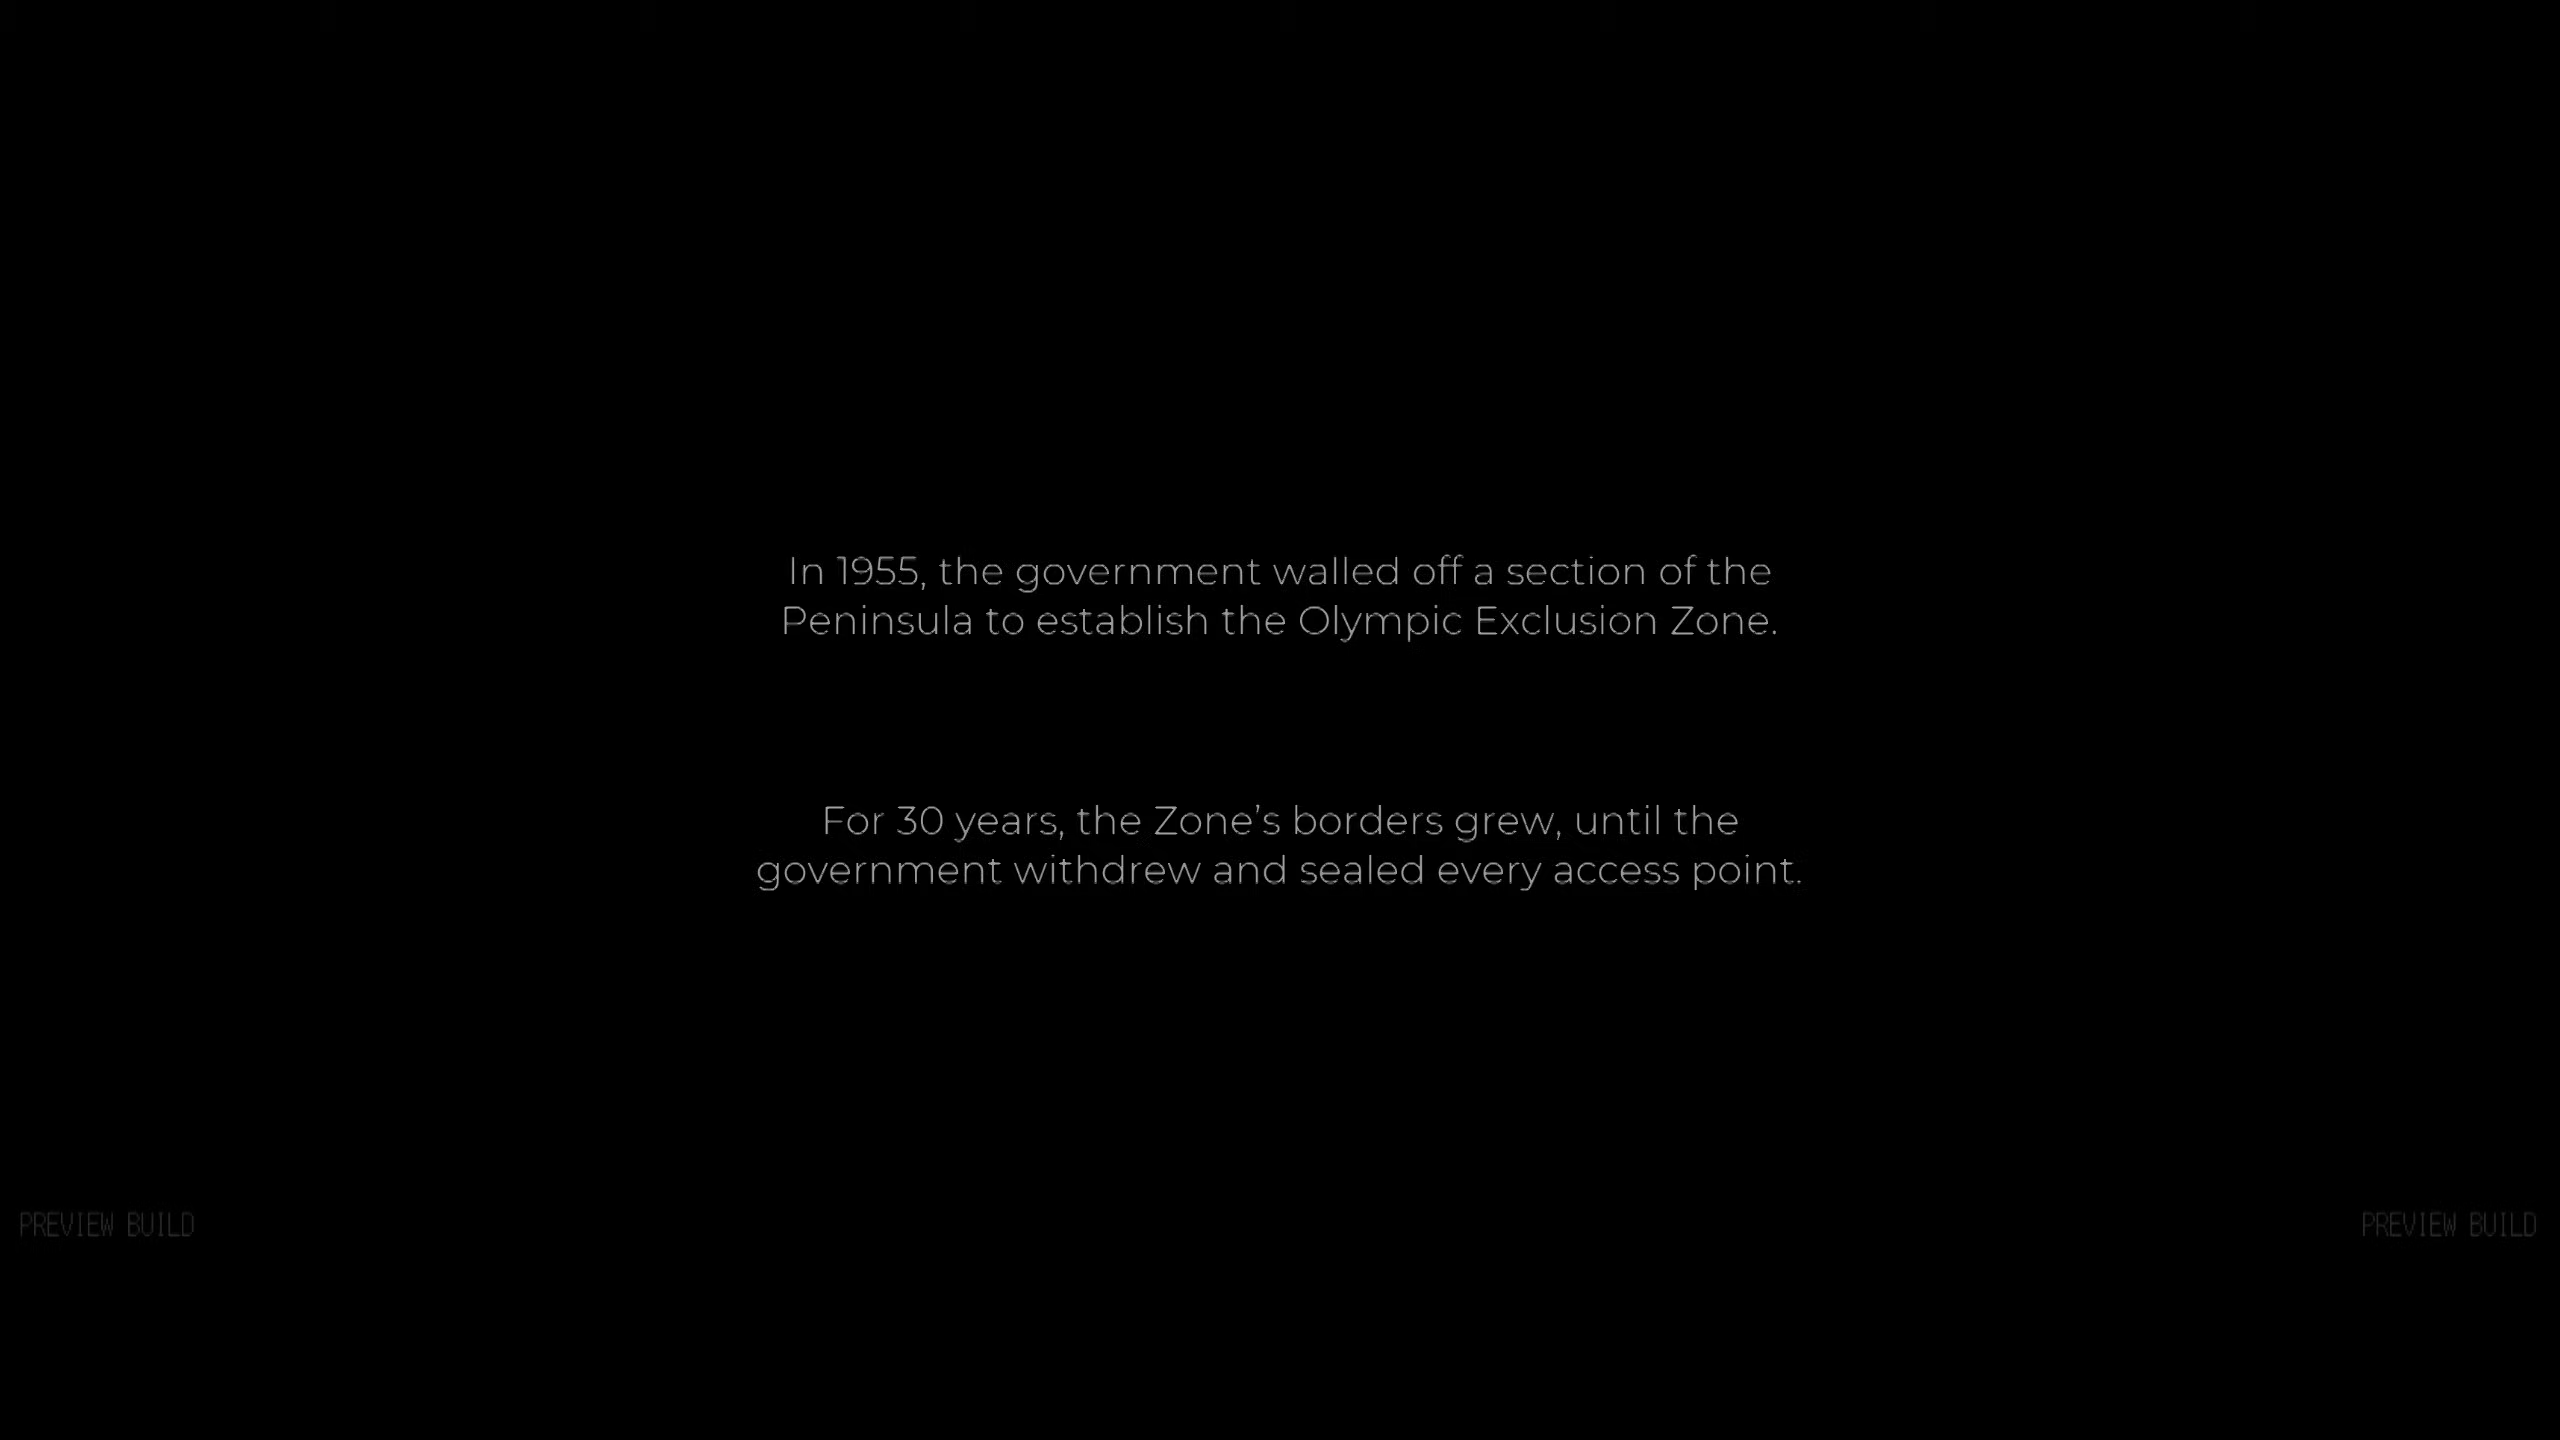 In 1955, the government walled off a section of the
Peninsula to establish the Olympic Exclusion Zone.
For 30 years, the Zone’s borders grew, until the
government withdrew and sealed every access point.
PREVIEW BUILD
PREVIEW BUILD